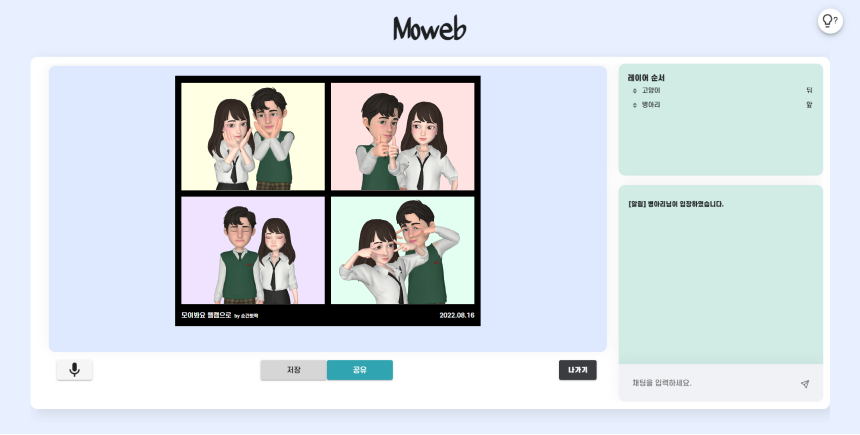 Moweb
?
레이어 순서
고양이 뒤
병아리 앞
[알림] 병아리님이 입장하였습니다.
모여봐요 웹캠으로 by 순간포착 2022.08.16
저장 공유 나가기
채팅을 입력하세요.